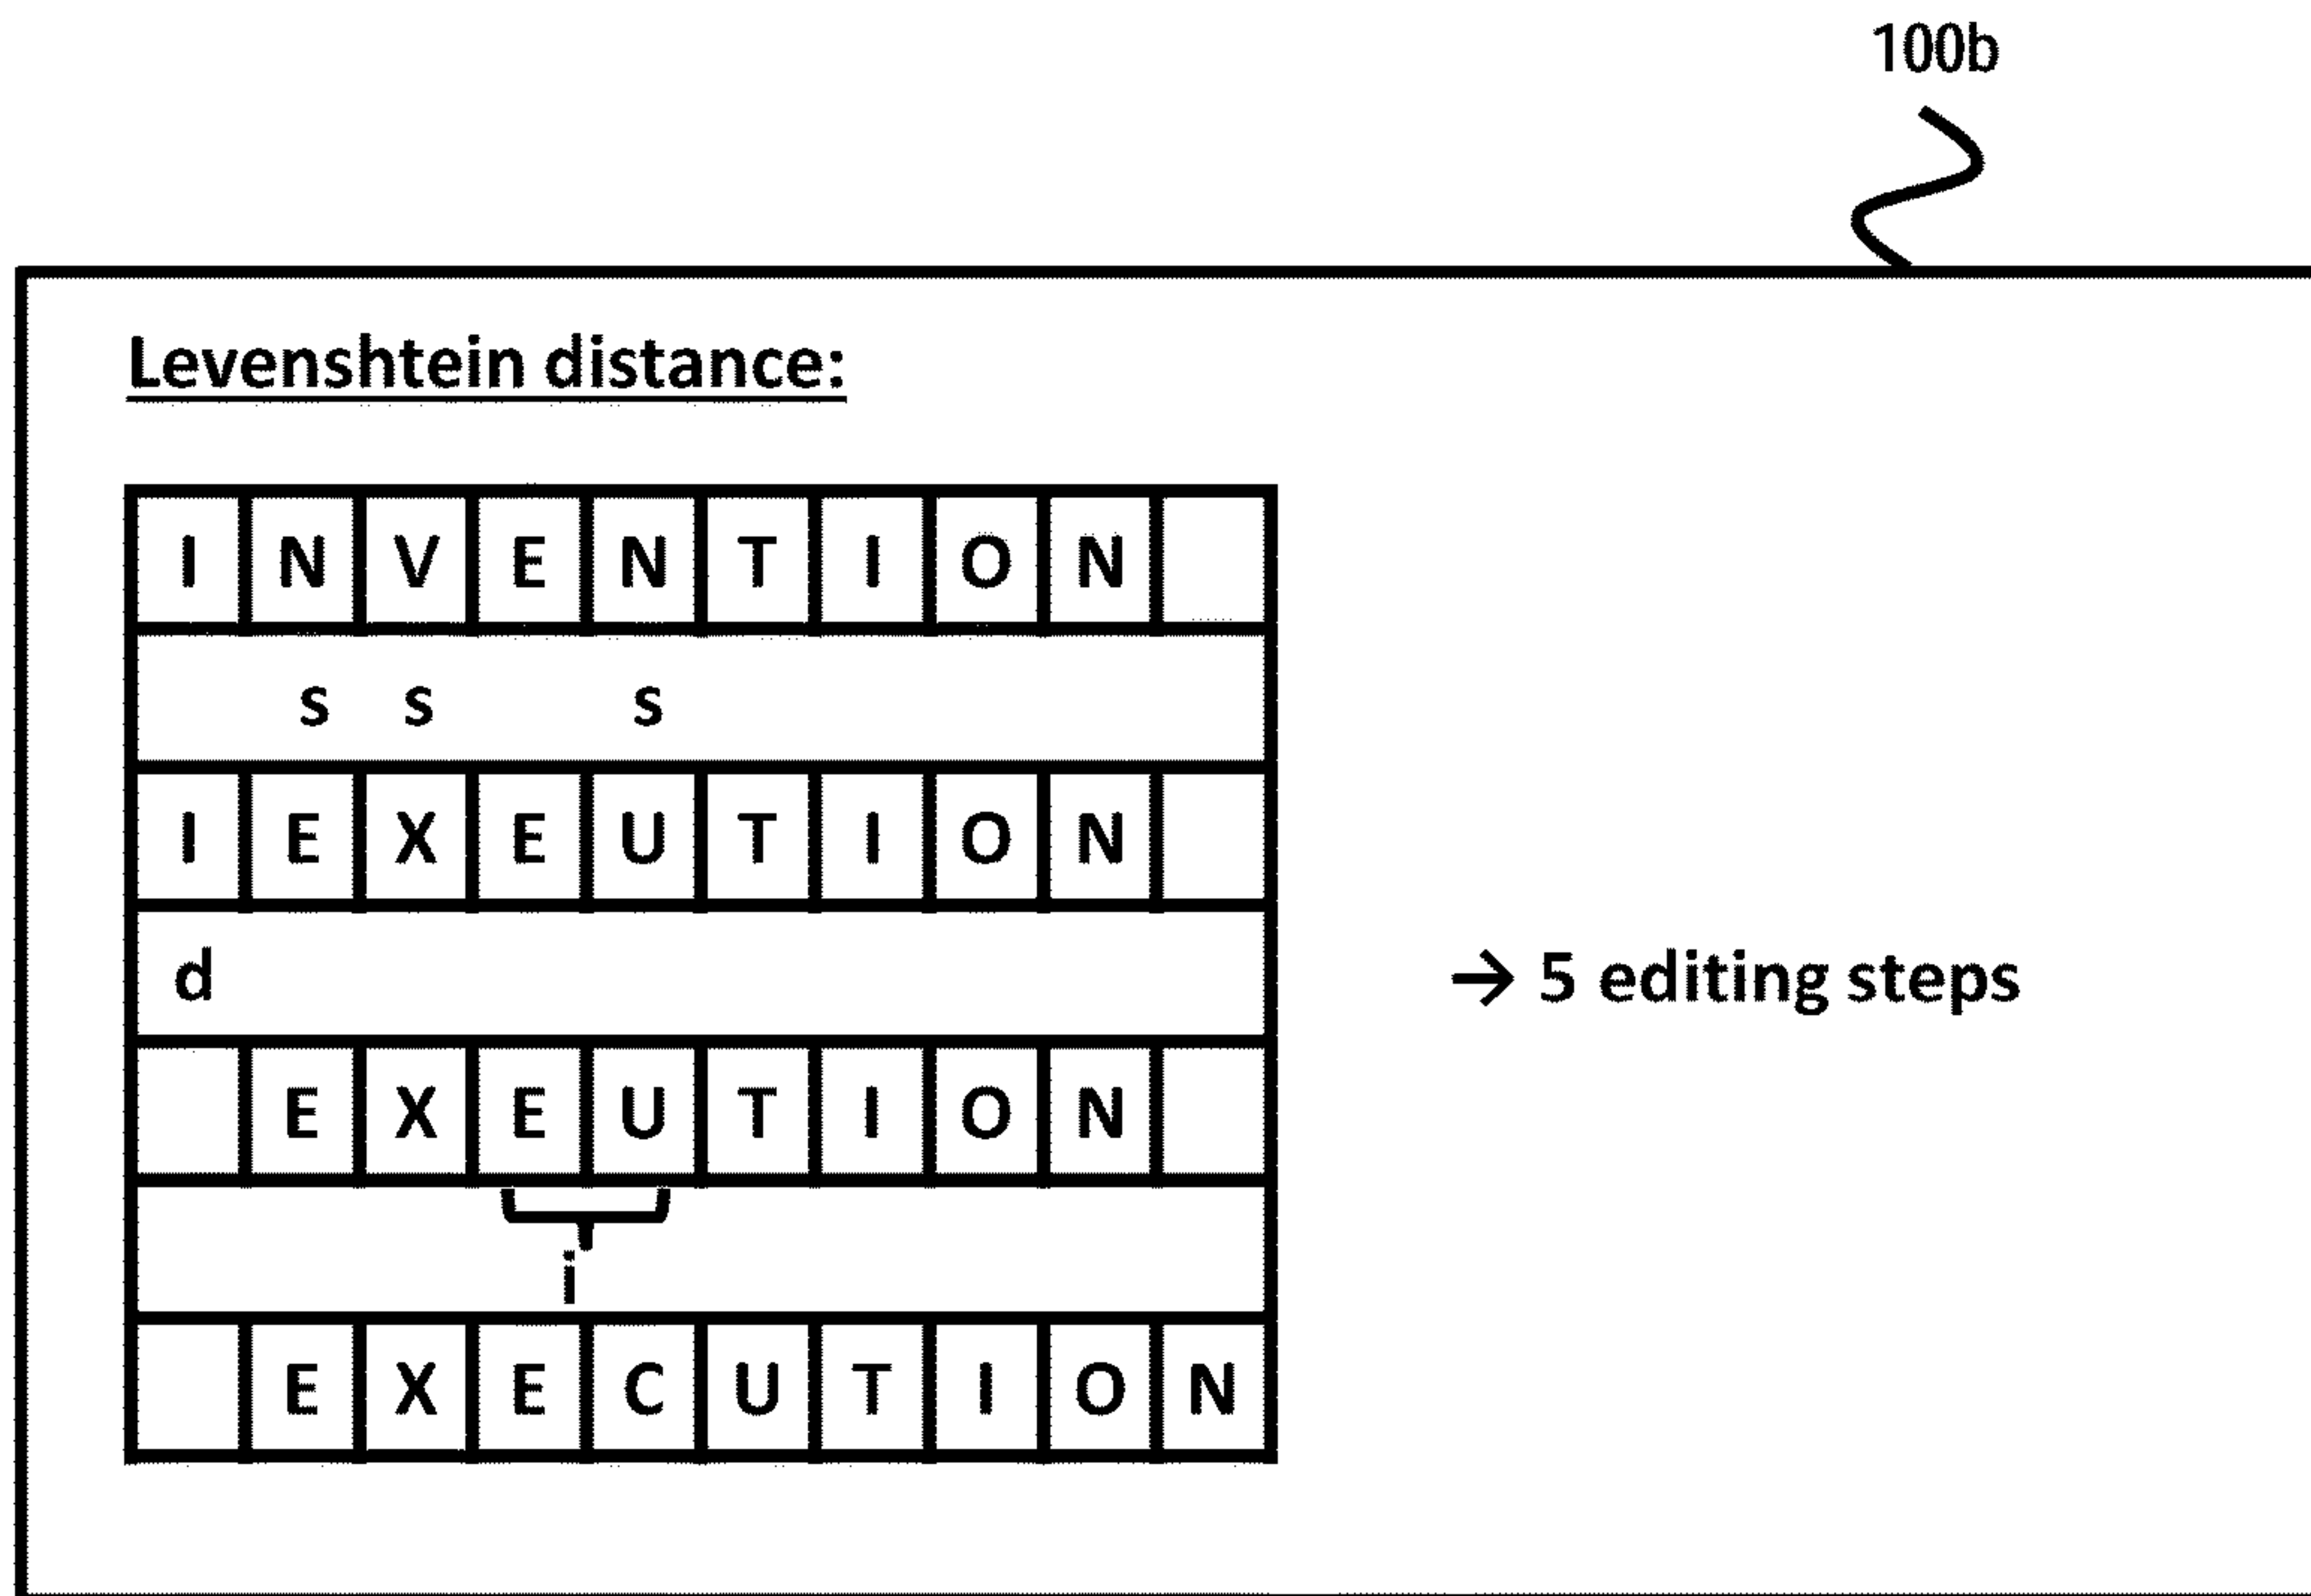 100b
Levenshtein distance:
I N V E N T I O N
s s s
I E X E U T I O N
d → 5 editing steps
E X E U T I O N
i
E X E C U T I O N